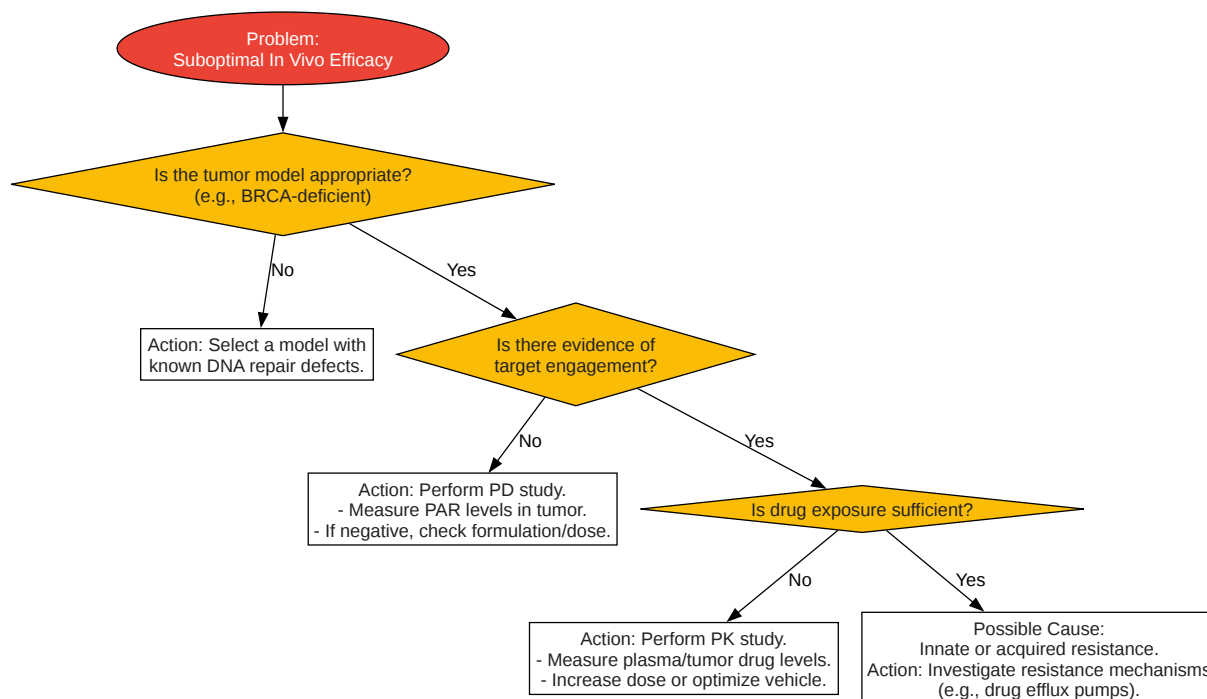 Problem:
Suboptimal In Vivo Efficacy
Is the tumor model appropriate?
(e.g., BRCA-deficient)
No
Yes
Action: Select a model with
known DNA repair defects.
Is there evidence of
target engagement?
No
Yes
Action: Perform PD study.
- Measure PAR levels in tumor.
- If negative, check formulation/dose.
Is drug exposure sufficient?
No
Yes
Action: Perform PK study.
- Measure plasma/tumor drug levels.
- Increase dose or optimize vehicle.
Possible Cause:
Innate or acquired resistance.
Action: Investigate resistance mechanisms
(e.g., drug efflux pumps).